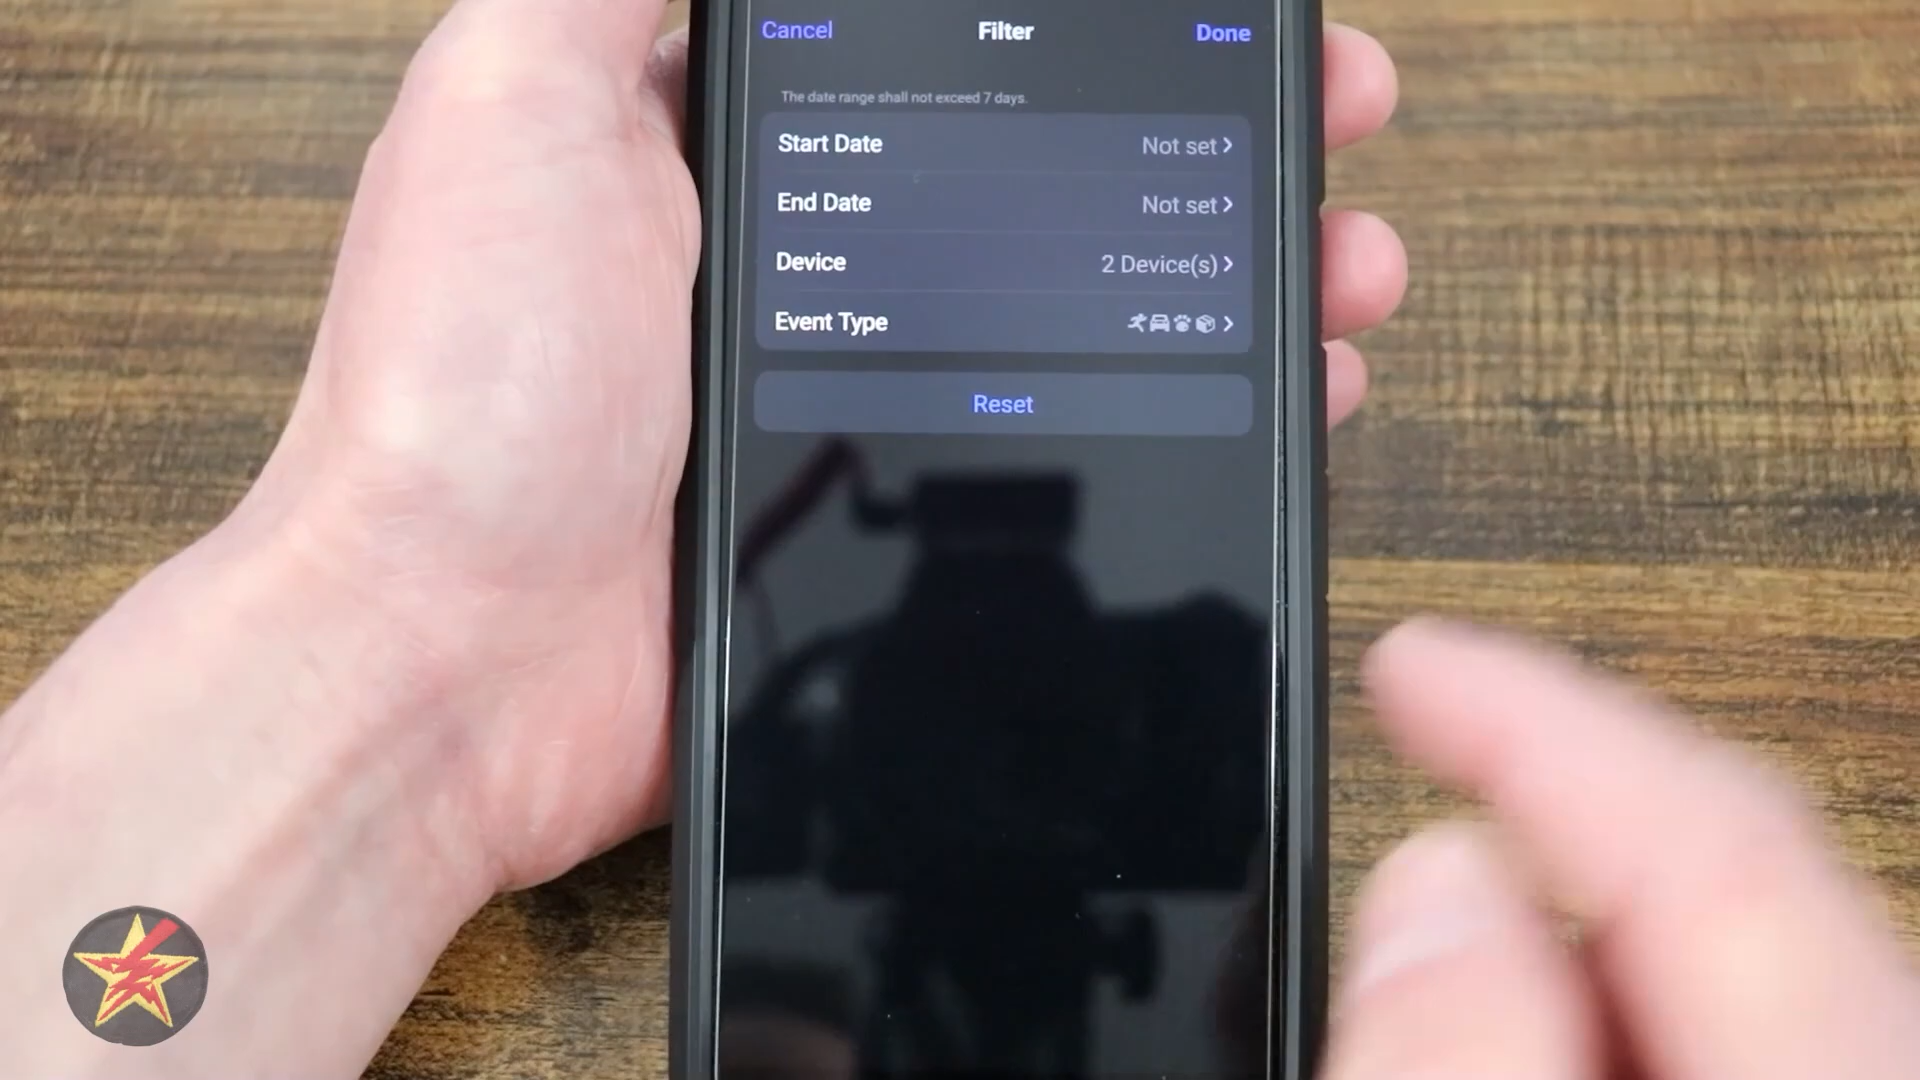 Cancel Filter Done
The date range shall not exceed 7 days.
Start Date Not set
End Date Not set
Device 2 Device(s)
Event Type
Reset